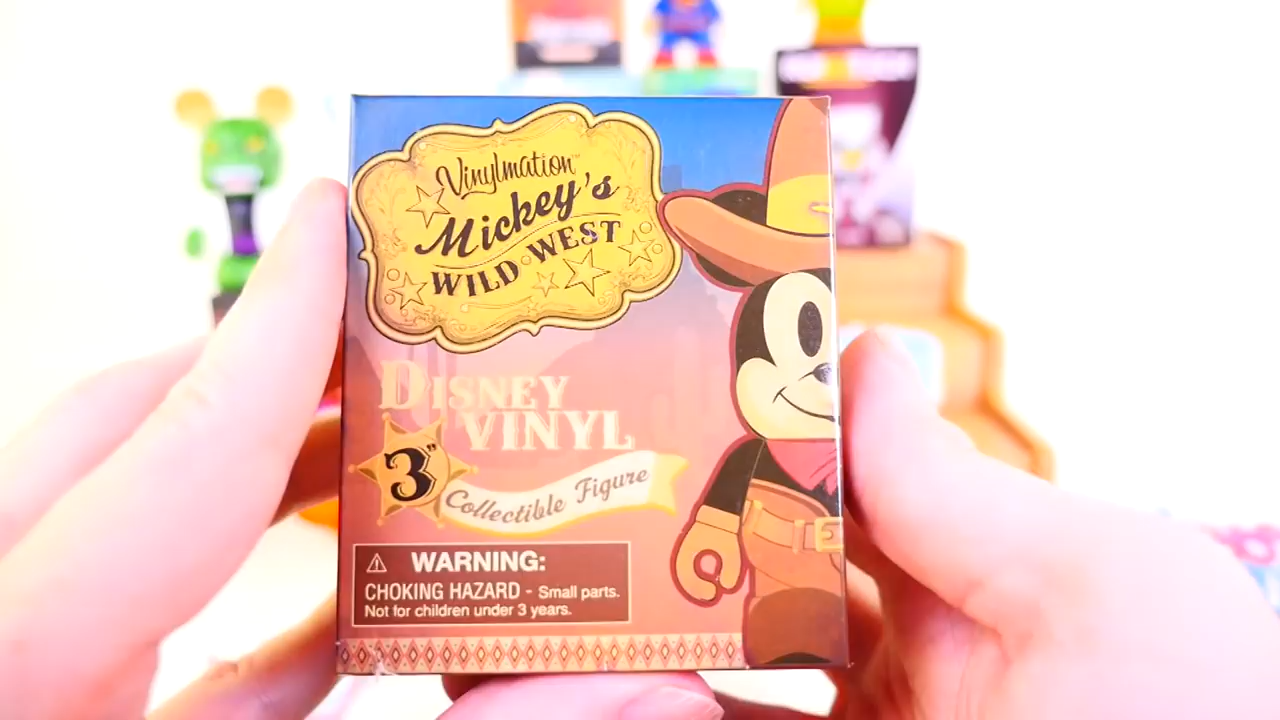 Vinylmation™
Mickey's
WILD WEST
DISNEY
VINYL
3"
Collectible Figure
WARNING:
CHOKING HAZARD - Small parts.
Not for children under 3 years.